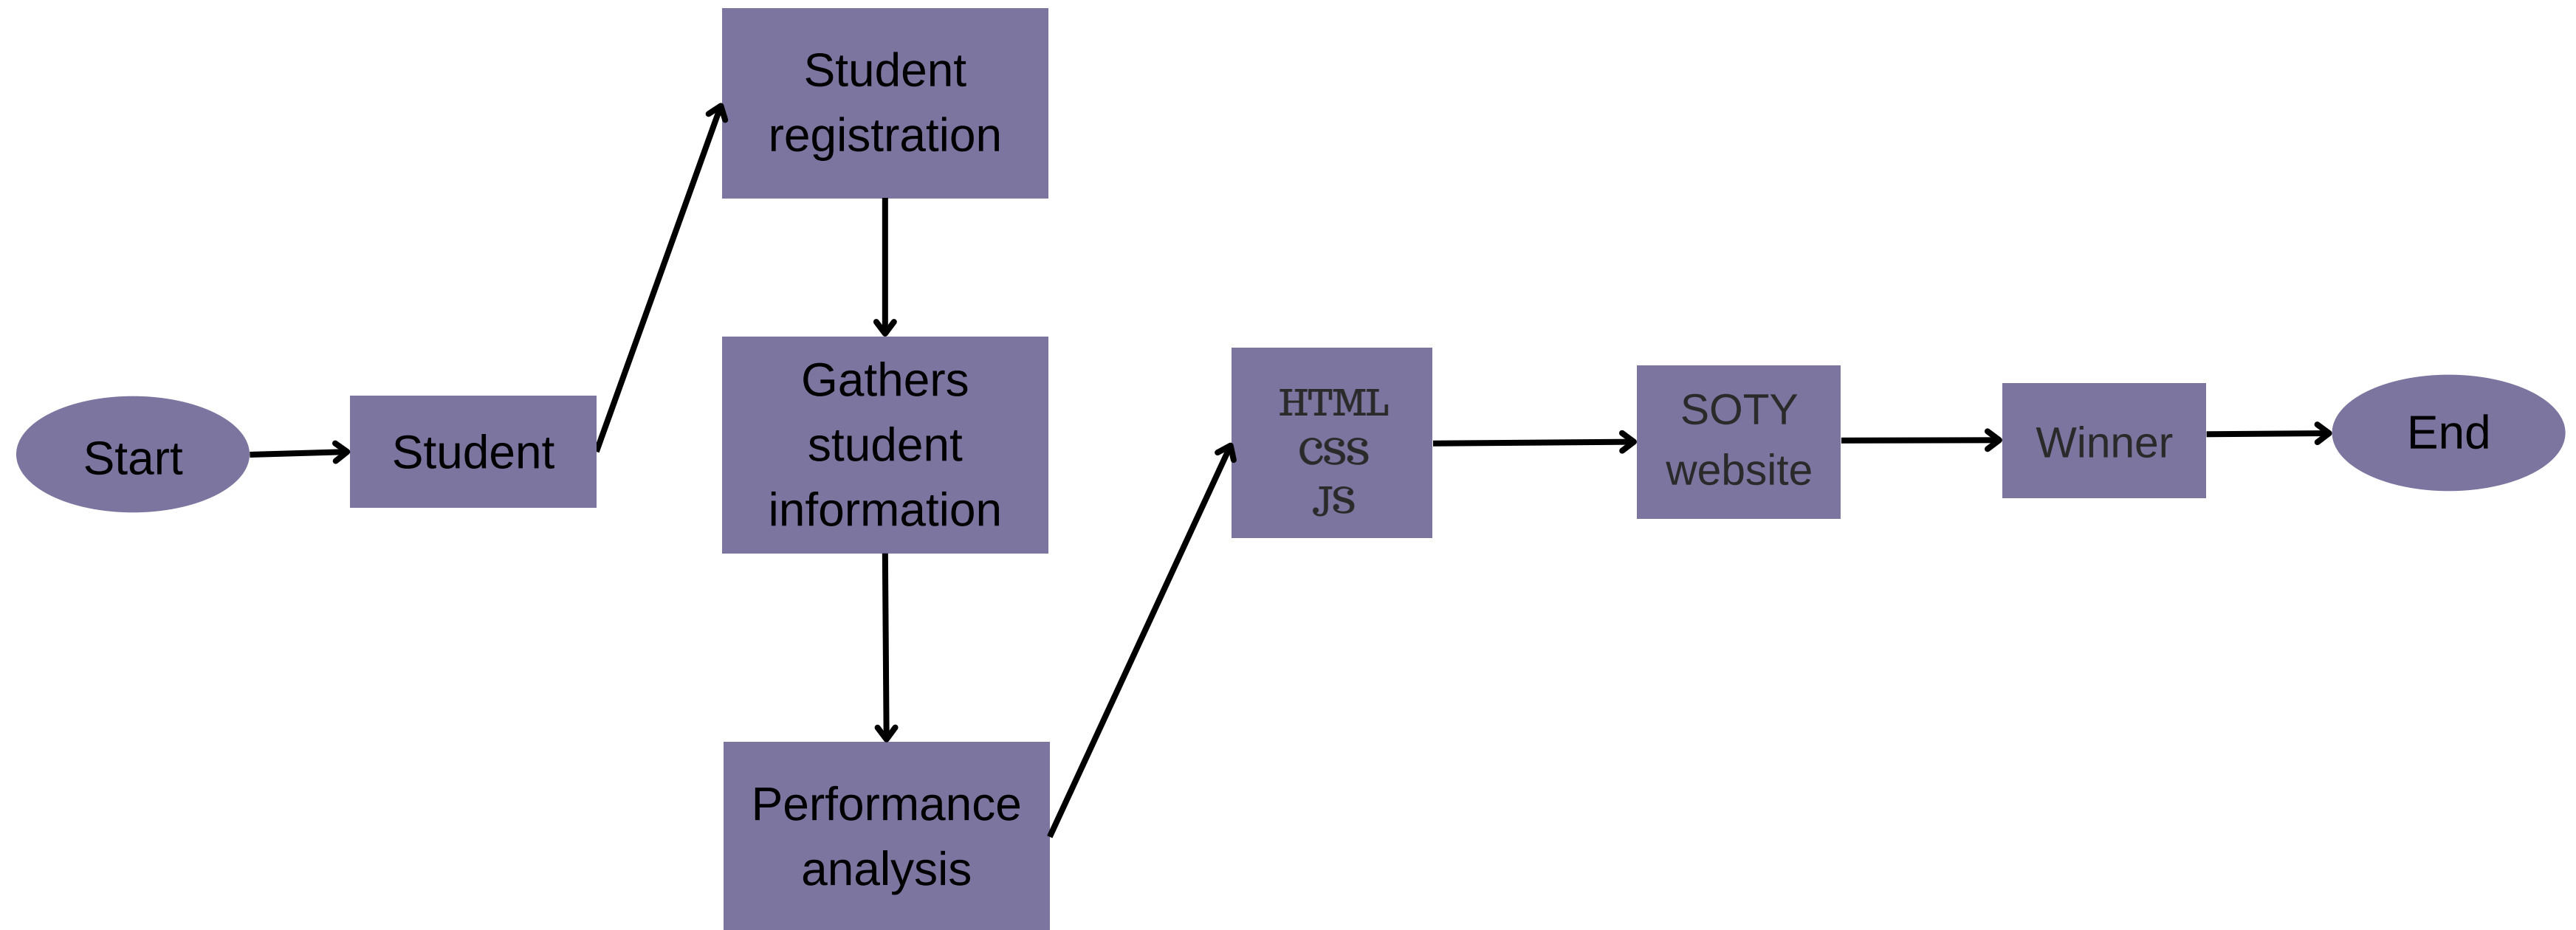 Start
Student
Student
registration
Gathers
student
information
Performance
analysis
HTML
CSS
JS
SOTY
website
Winner
End